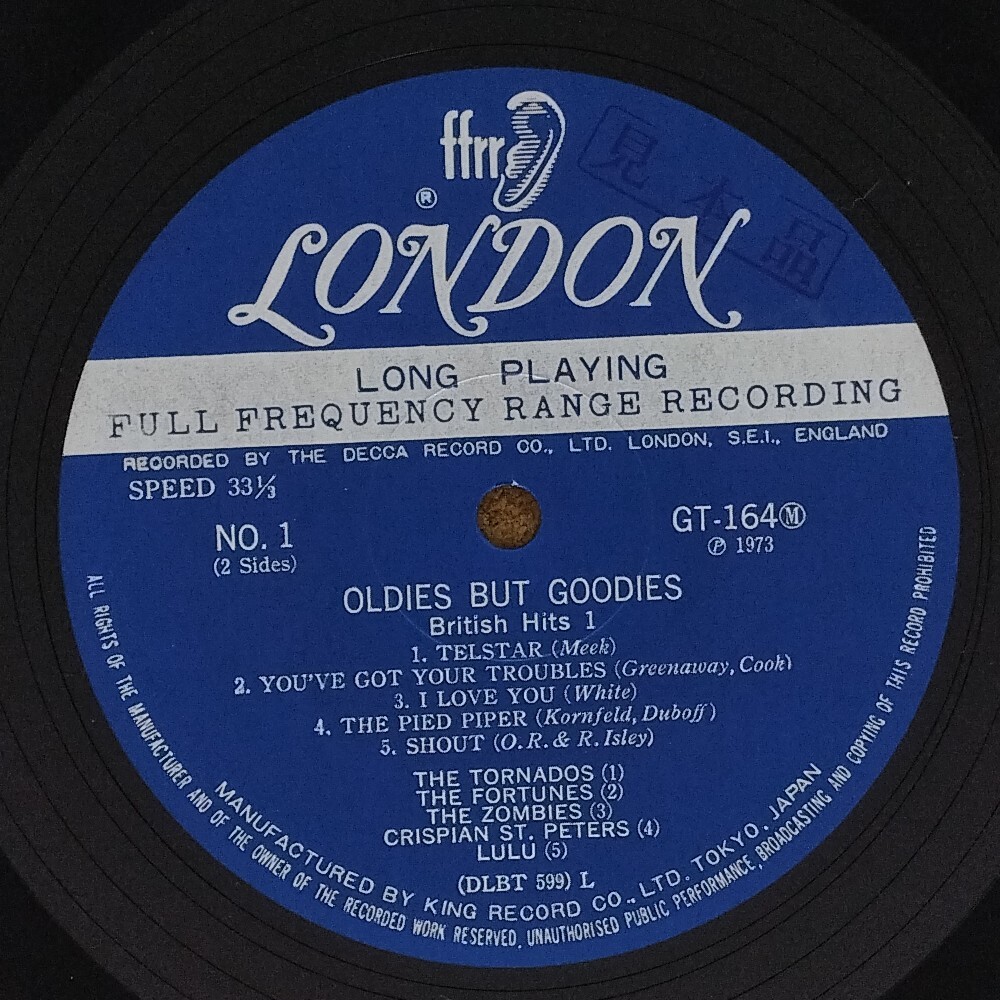 ffrr
®
見本品
LONDON
LONG PLAYING
FULL FREQUENCY RANGE RECORDING
RECORDED BY THE DECCA RECORD CO., LTD. LONDON, S.E.I., ENGLAND
SPEED 33⅓
NO. 1
(2 Sides)
GT-164Ⓜ
Ⓟ 1973
OLDIES BUT GOODIES
British Hits 1
1. TELSTAR (Meek)
2. YOU'VE GOT YOUR TROUBLES (Greenaway, Cook)
3. I LOVE YOU (White)
4. THE PIED PIPER (Kornfeld, Duboff)
5. SHOUT (O. R. & R. Isley)
THE TORNADOS (1)
THE FORTUNES (2)
THE ZOMBIES (3)
CRISPIAN ST. PETERS (4)
LULU (5)
(DLBT 599) L
MANUFACTURED BY KING RECORD CO., LTD. TOKYO, JAPAN
ALL RIGHTS OF THE MANUFACTURER AND OF THE OWNER OF THE RECORDED WORK RESERVED. UNAUTHORISED PUBLIC PERFORMANCE, BROADCASTING AND COPYING OF THIS RECORD PROHIBITED